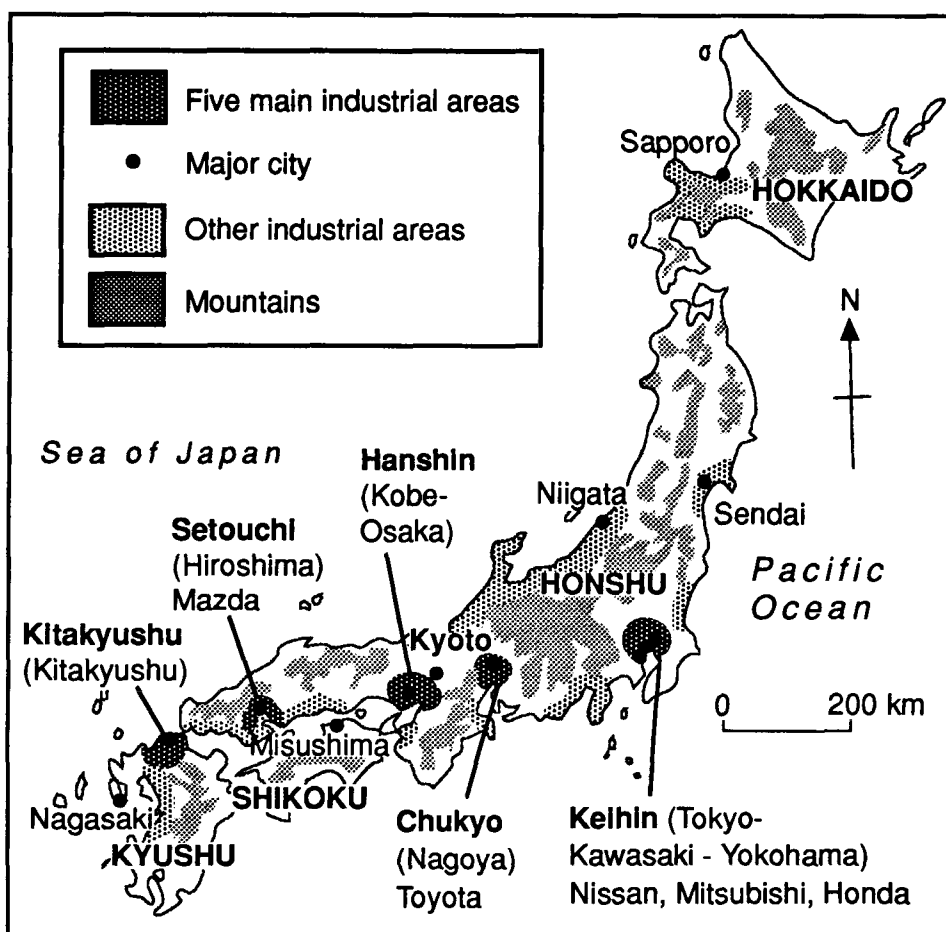 Five main industrial areas
Major city
Other industrial areas
Mountains
Sapporo
HOKKAIDO
N
Sea of Japan
Hanshin
(Kobe-
Osaka)
Niigata
Sendai
Setouchi
(Hiroshima)
Mazda
HONSHU
Pacific
Ocean
Kitakyushu
(Kitakyushu)
Kyoto
0 200 km
Misushima
SHIKOKU
Nagasaki
KYUSHU
Chukyo
(Nagoya)
Toyota
Keihin (Tokyo-
Kawasaki - Yokohama)
Nissan, Mitsubishi, Honda